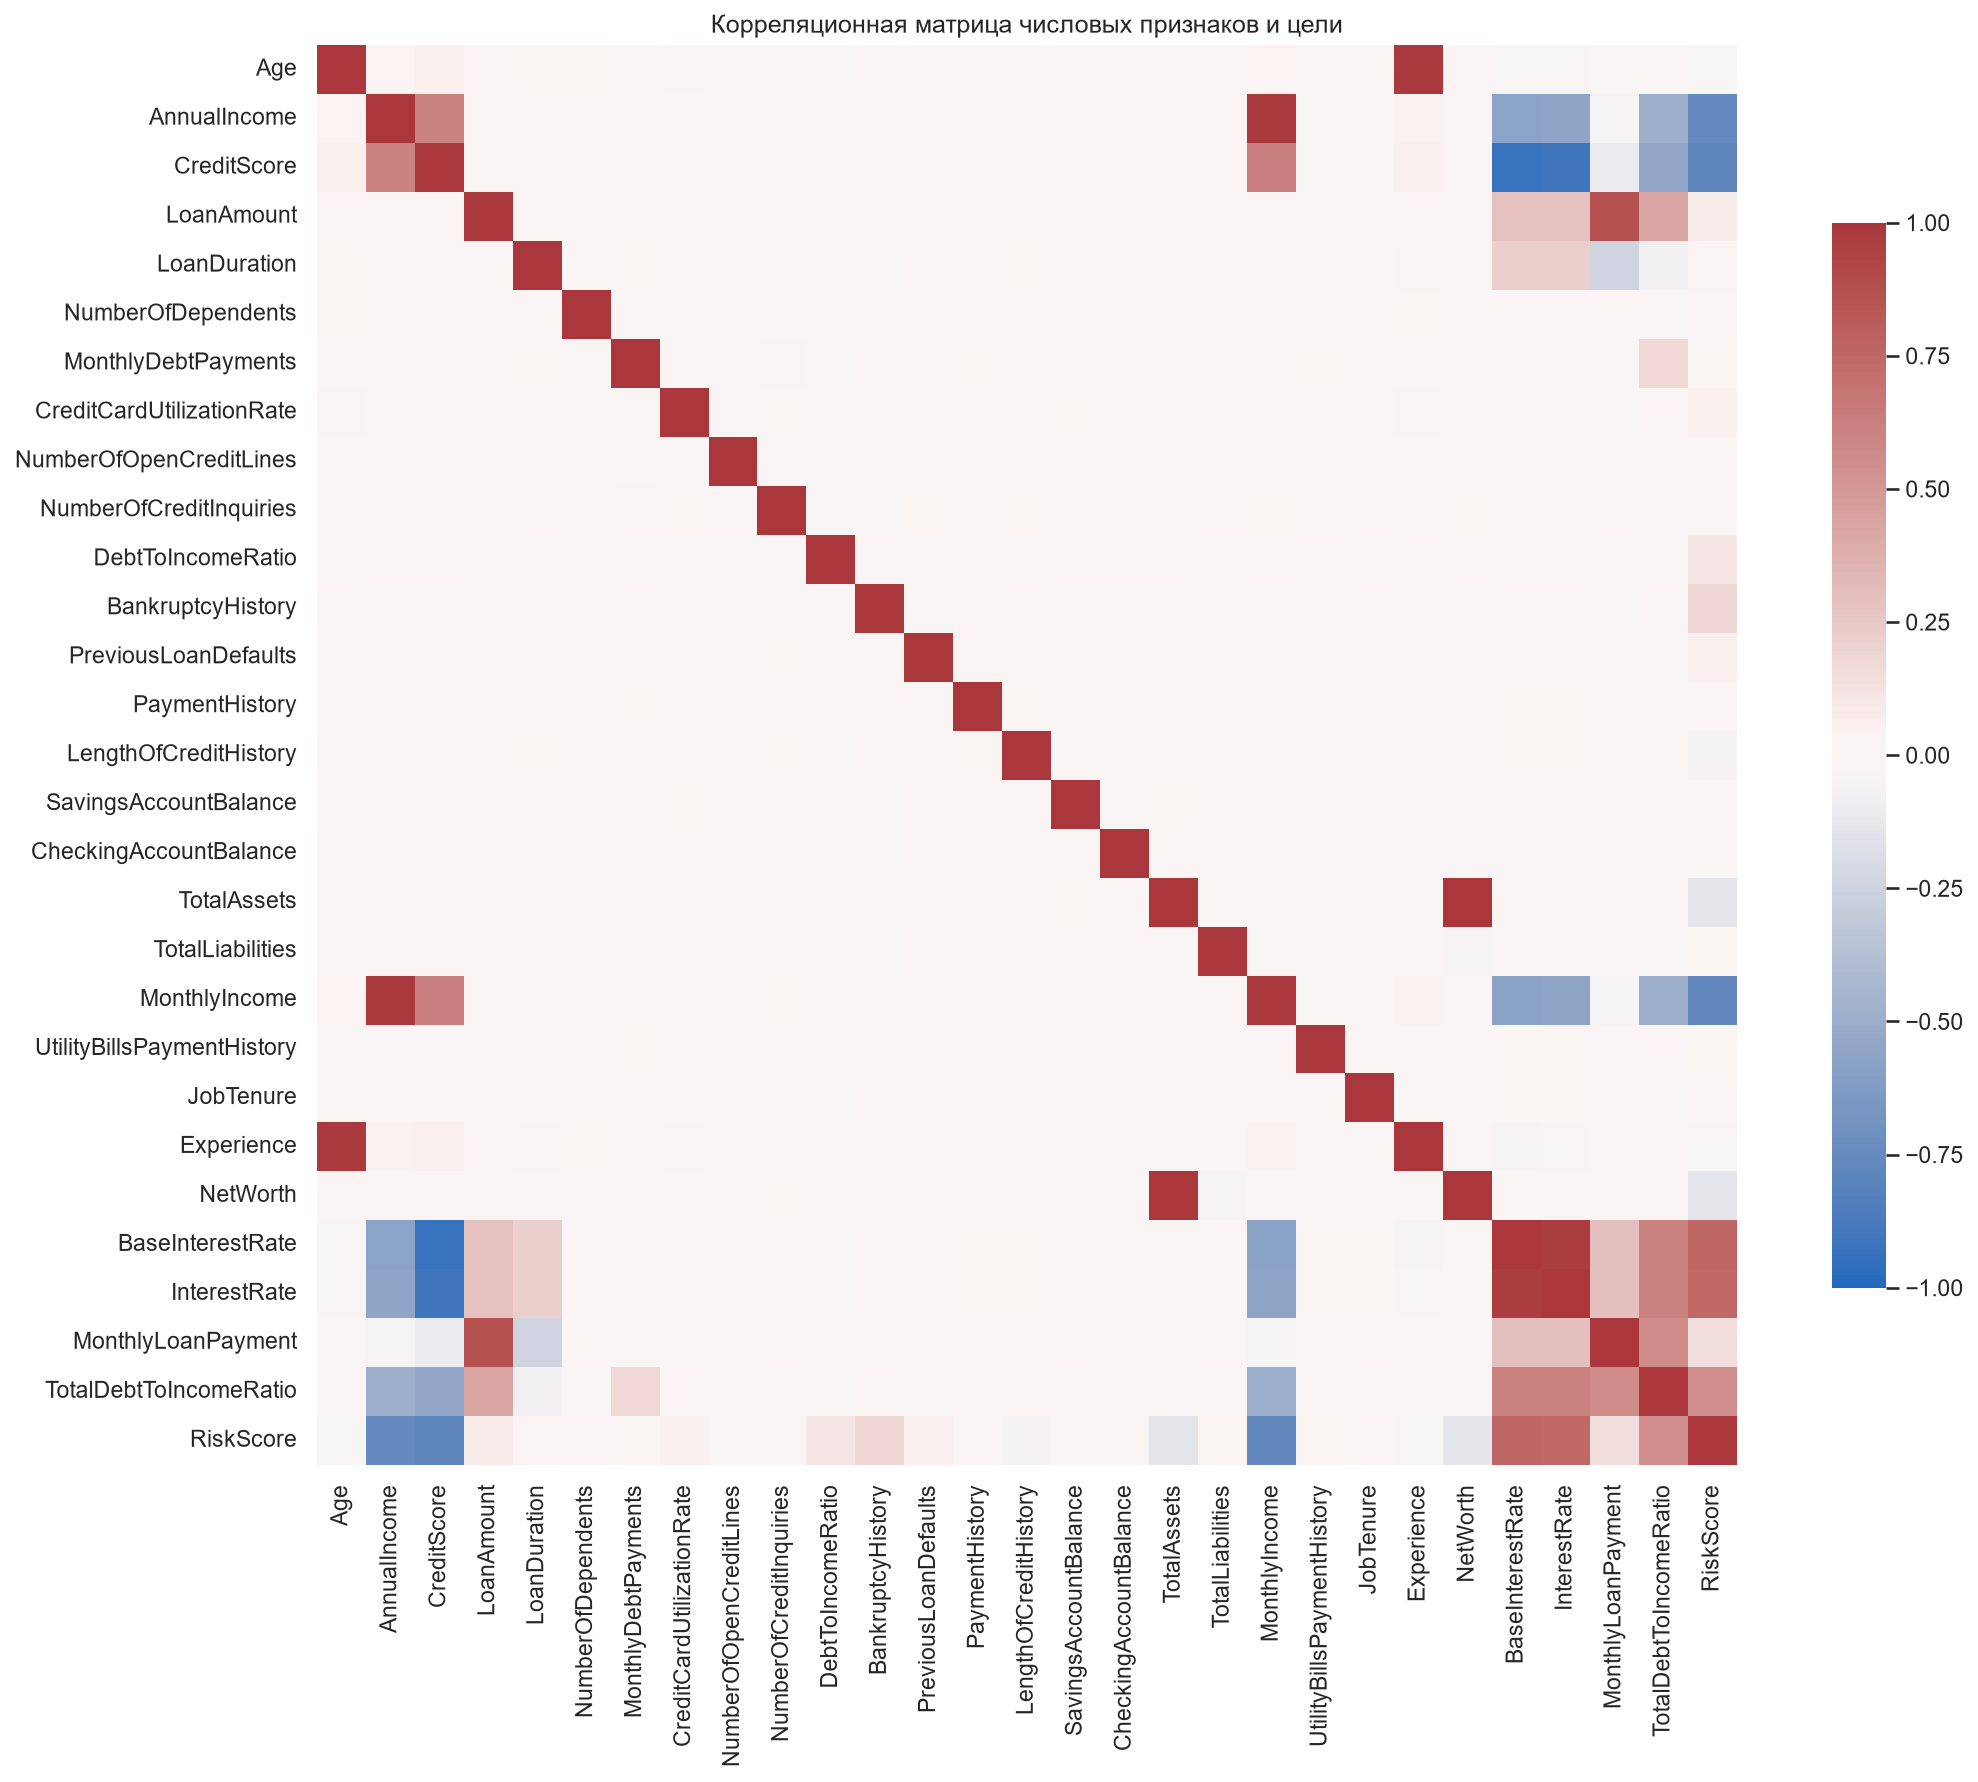 Корреляционная матрица числовых признаков и цели
Age
AnnualIncome
CreditScore
LoanAmount
LoanDuration
NumberOfDependents
MonthlyDebtPayments
CreditCardUtilizationRate
NumberOfOpenCreditLines
NumberOfCreditInquiries
DebtToIncomeRatio
BankruptcyHistory
PreviousLoanDefaults
PaymentHistory
LengthOfCreditHistory
SavingsAccountBalance
CheckingAccountBalance
TotalAssets
TotalLiabilities
MonthlyIncome
UtilityBillsPaymentHistory
JobTenure
Experience
NetWorth
BaseInterestRate
InterestRate
MonthlyLoanPayment
TotalDebtToIncomeRatio
RiskScore
Age
AnnualIncome
CreditScore
LoanAmount
LoanDuration
NumberOfDependents
MonthlyDebtPayments
CreditCardUtilizationRate
NumberOfOpenCreditLines
NumberOfCreditInquiries
DebtToIncomeRatio
BankruptcyHistory
PreviousLoanDefaults
PaymentHistory
LengthOfCreditHistory
SavingsAccountBalance
CheckingAccountBalance
TotalAssets
TotalLiabilities
MonthlyIncome
UtilityBillsPaymentHistory
JobTenure
Experience
NetWorth
BaseInterestRate
InterestRate
MonthlyLoanPayment
TotalDebtToIncomeRatio
RiskScore
1.00
0.75
0.50
0.25
0.00
−0.25
−0.50
−0.75
−1.00